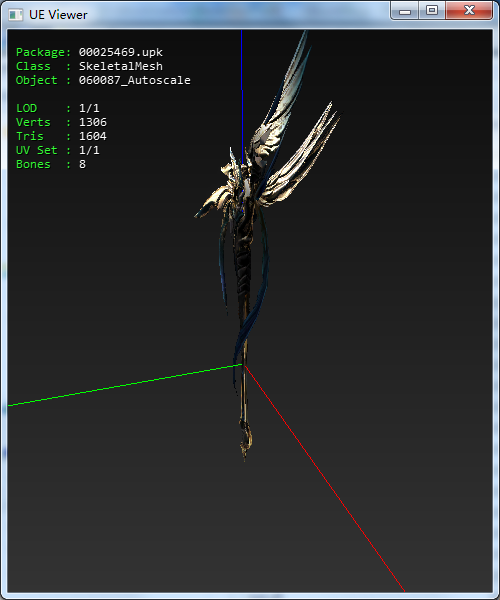 UE Viewer
Package: 00025469.upk
Class : SkeletalMesh
Object : 060087_Autoscale
LOD : 1/1
Verts : 1306
Tris : 1604
UV Set : 1/1
Bones : 8